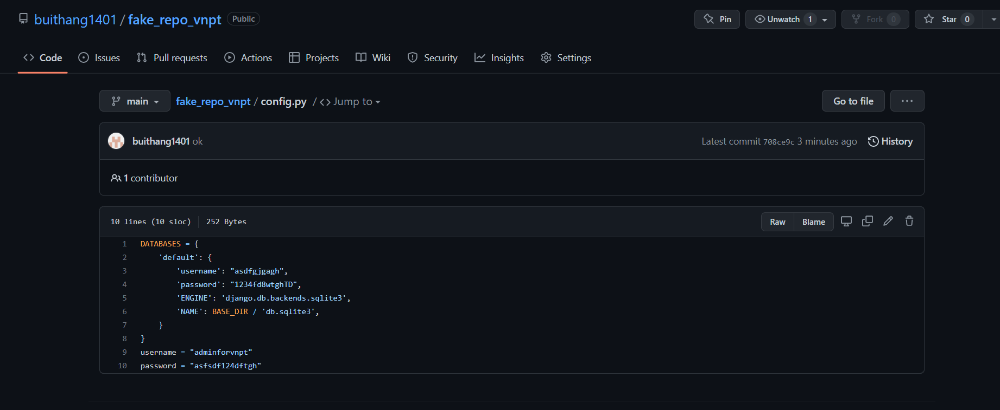 buithang1401 / fake_repo_vnpt Public
Pin Unwatch 1 Fork 0 Star 0
Code Issues Pull requests Actions Projects Wiki Security Insights Settings
main fake_repo_vnpt / config.py / <> Jump to Go to file ...
buithang1401 ok Latest commit 708ce9c 3 minutes ago History
1 contributor
10 lines (10 sloc) 252 Bytes Raw Blame
1 DATABASES = {
2 'default': {
3 'username': "asdfgjgagh",
4 'password': "1234fd8wtghTD",
5 'ENGINE': 'django.db.backends.sqlite3',
6 'NAME': BASE_DIR / 'db.sqlite3',
7 }
8 }
9 username = "adminforvnpt"
10 password = "asfsdf124dftgh"